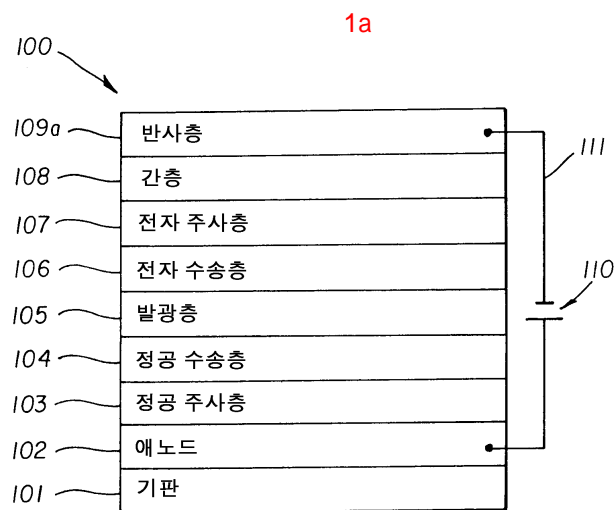 1a
100
109a 반사층
111
108 간층
107 전자 주사층
106 전자 수송층
110
105 발광층
104 정공 수송층
103 정공 주사층
102 애노드
101 기판